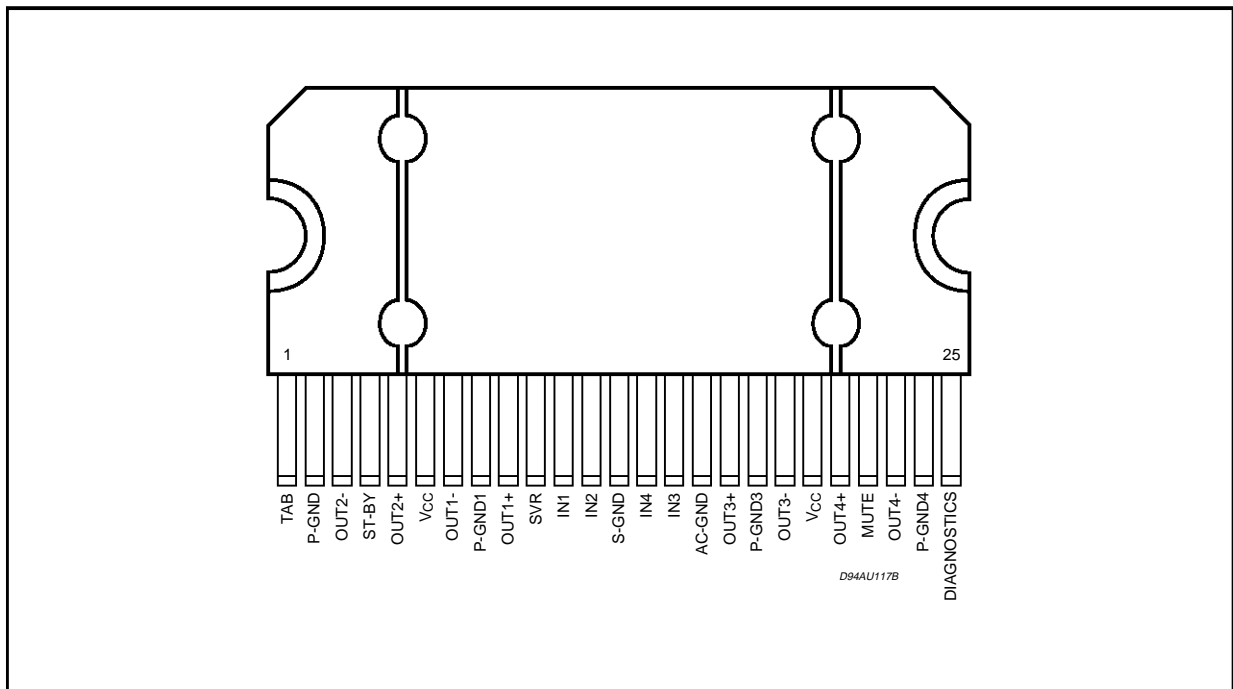 1
25
TAB
P-GND
OUT2-
ST-BY
OUT2+
VCC
OUT1-
P-GND1
OUT1+
SVR
IN1
IN2
S-GND
IN4
IN3
AC-GND
OUT3+
P-GND3
OUT3-
VCC
OUT4+
MUTE
OUT4-
P-GND4
DIAGNOSTICS
D94AU117B